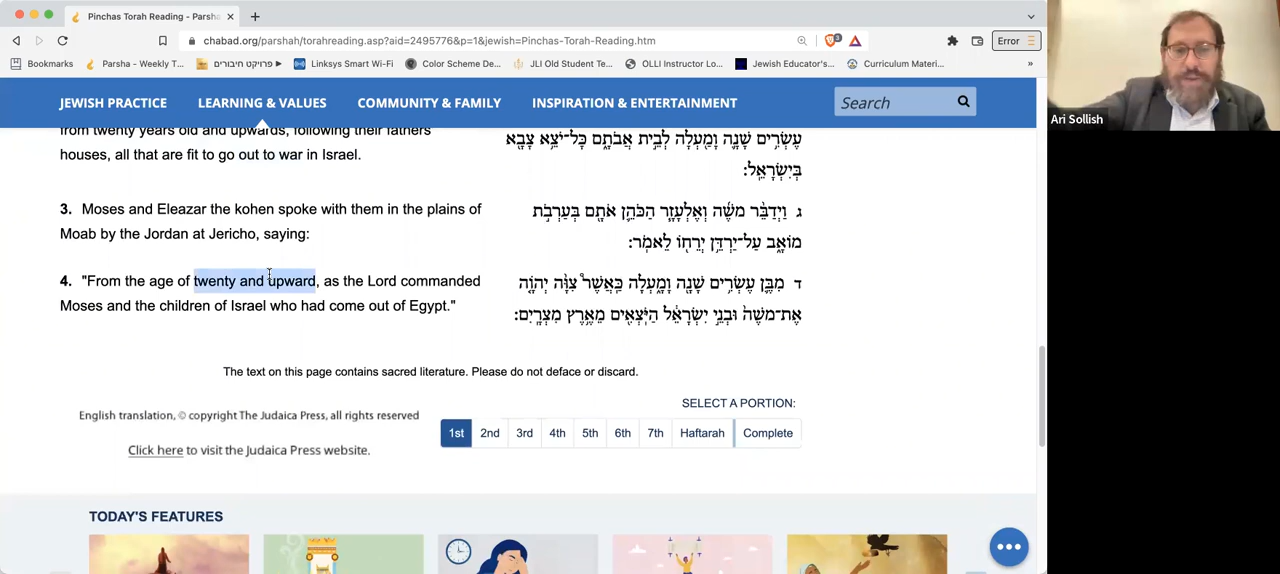 Pinchas Torah Reading - Parsh
chabad.org/parshah/torahreading.asp?aid=2495776&p=1&jewish=Pinchas-Torah-Reading.htm
Error
Bookmarks
Parsha - Weekly T...
פרויקט חיבורים
Linksys Smart Wi-Fi
Color Scheme De...
JLI Old Student Te...
OLLI Instructor Lo...
Jewish Educator's...
Curriculum Materi...
JEWISH PRACTICE
LEARNING & VALUES
COMMUNITY & FAMILY
INSPIRATION & ENTERTAINMENT
Search
Ari Sollish
from twenty years old and upwards, following their fathers'
houses, all that are fit to go out to war in Israel.
עֶשְׂרִ֥ים שָׁנָ֛ה וָמַ֖עְלָה לְבֵ֣ית אֲבֹתָ֑ם כָּל־יֹצֵ֥א צָבָ֖א
בְּיִשְׂרָאֵֽל:
3. Moses and Eleazar the kohen spoke with them in the plains of
Moab by the Jordan at Jericho, saying:
ג וַיְדַבֵּ֨ר משֶׁ֜ה וְאֶלְעָזָ֧ר הַכֹּהֵ֛ן אֹתָ֖ם בְּעַרְבֹ֣ת
מוֹאָ֑ב עַל־יַרְדֵּ֥ן יְרֵח֖וֹ לֵאמֹֽר:
4. "From the age of twenty and upward, as the Lord commanded
Moses and the children of Israel who had come out of Egypt."
ד מִבֶּ֛ן עֶשְׂרִ֥ים שָׁנָ֖ה וָמָ֑עְלָה כַּֽאֲשֶׁר֩ צִוָּ֨ה יְהֹוָ֤ה
אֶת־משֶׁה֙ וּבְנֵ֣י יִשְׂרָאֵ֔ל הַיֹּֽצְאִ֖ים מֵאֶ֥רֶץ מִצְרָֽיִם:
The text on this page contains sacred literature. Please do not deface or discard.
SELECT A PORTION:
English translation, © copyright The Judaica Press, all rights reserved
1st
2nd
3rd
4th
5th
6th
7th
Haftarah
Complete
Click here to visit the Judaica Press website.
TODAY'S FEATURES